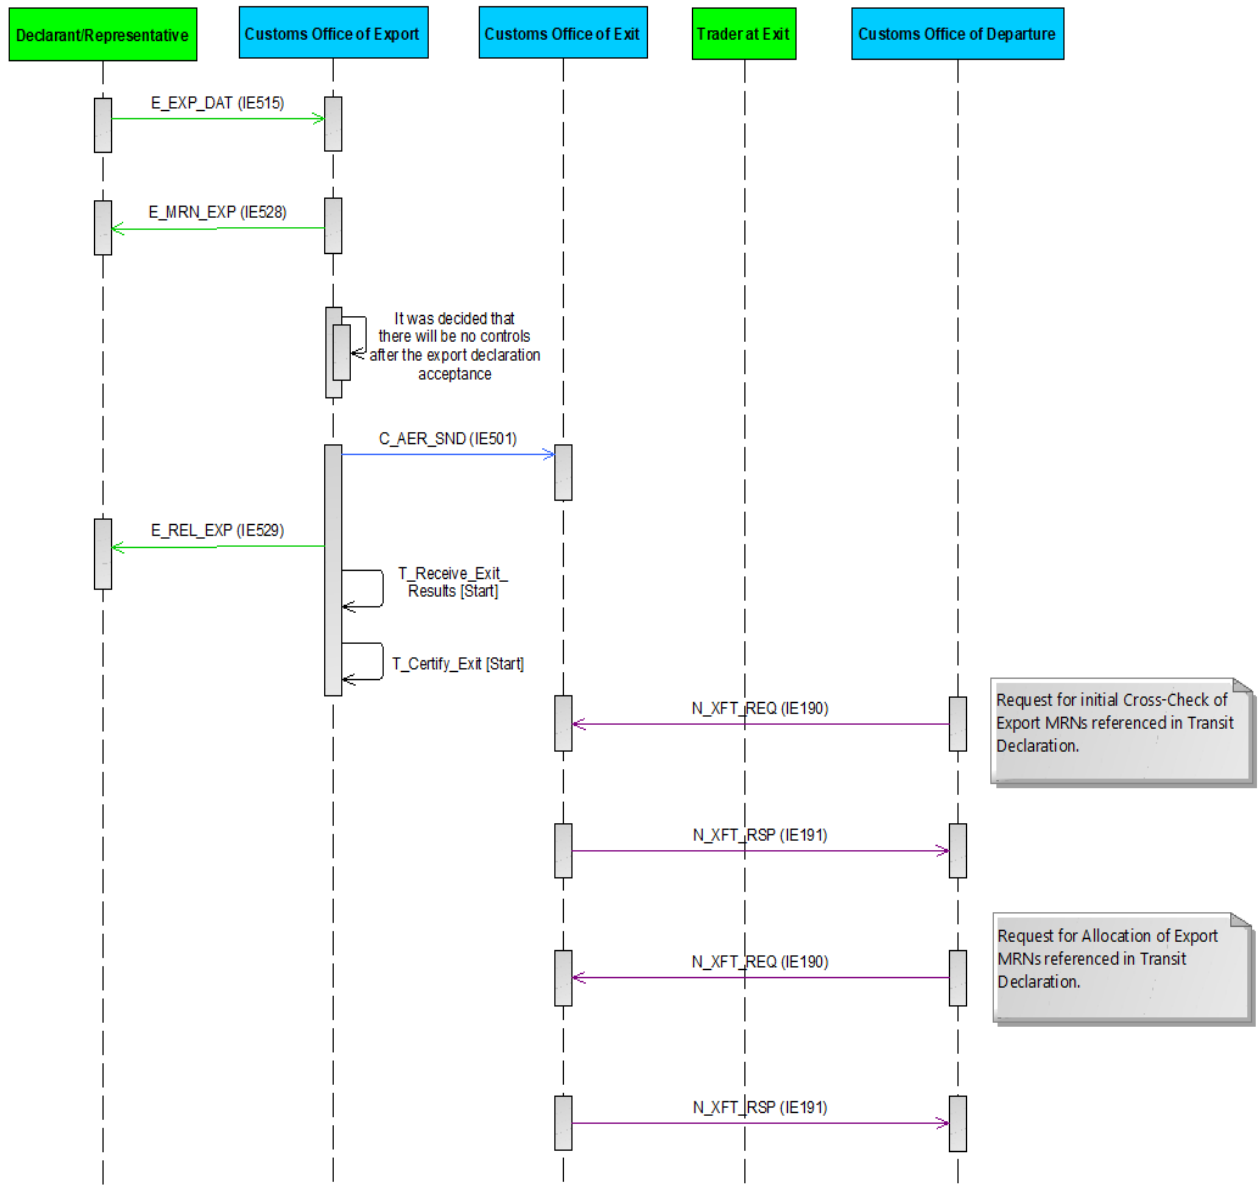 Declarant/Representative
Customs Office of Export
Customs Office of Exit
Trader at Exit
Customs Office of Departure
E_EXP_DAT (IE515)
E_MRN_EXP (IE528)
It was decided that
there will be no controls
after the export declaration
acceptance
C_AER_SND (IE501)
E_REL_EXP (IE529)
T_Receive_Exit_
Results [Start]
T_Certify_Exit [Start]
N_XFT_REQ (IE190)
Request for initial Cross-Check of
Export MRNs referenced in Transit
Declaration.
N_XFT_RSP (IE191)
Request for Allocation of Export
MRNs referenced in Transit
Declaration.
N_XFT_REQ (IE190)
N_XFT_RSP (IE191)